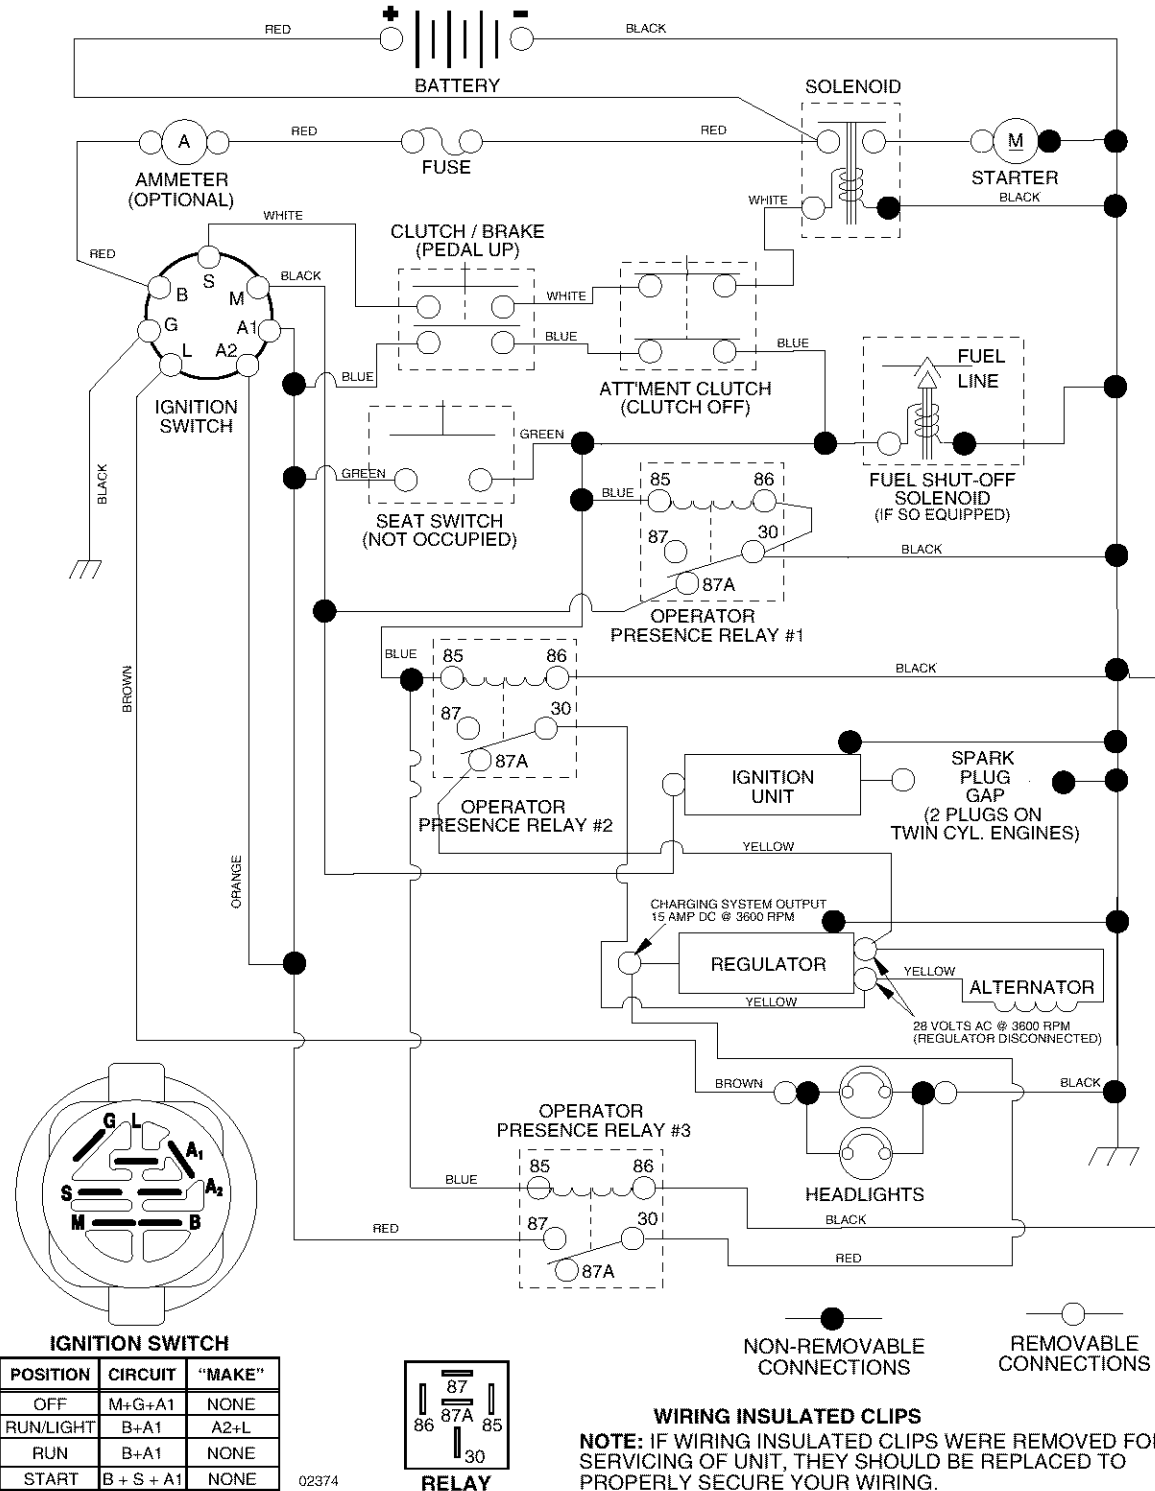 + -
RED
BLACK
BATTERY
SOLENOID
A
RED
RED
M
FUSE
AMMETER
(OPTIONAL)
STARTER
WHITE
BLACK
WHITE
CLUTCH / BRAKE
(PEDAL UP)
RED
S
B
M
BLACK
WHITE
G
A1
L
A2
BLUE
BLUE
FUEL
LINE
BLUE
ATT'MENT CLUTCH
(CLUTCH OFF)
IGNITION
SWITCH
GREEN
GREEN
BLACK
85
86
BLUE
FUEL SHUT-OFF
SOLENOID
(IF SO EQUIPPED)
SEAT SWITCH
(NOT OCCUPIED)
87
30
BLACK
87A
OPERATOR
PRESENCE RELAY #1
BLUE
85
86
BLACK
BROWN
87
30
87A
IGNITION
UNIT
SPARK
PLUG
GAP
(2 PLUGS ON
TWIN CYL. ENGINES)
OPERATOR
PRESENCE RELAY #2
YELLOW
ORANGE
CHARGING SYSTEM OUTPUT
15 AMP DC @ 3600 RPM
REGULATOR
YELLOW
ALTERNATOR
YELLOW
28 VOLTS AC @ 3600 RPM
(REGULATOR DISCONNECTED)
BROWN
BLACK
OPERATOR
PRESENCE RELAY #3
G L
A1
S
A2
M
B
85
86
BLUE
HEADLIGHTS
87
30
BLACK
RED
RED
87A
IGNITION SWITCH
POSITION CIRCUIT "MAKE"
OFF M+G+A1 NONE
RUN/LIGHT B+A1 A2+L
RUN B+A1 NONE
START B + S + A1 NONE
02374
87
87A
86
85
30
RELAY
NON-REMOVABLE
CONNECTIONS
REMOVABLE
CONNECTIONS
WIRING INSULATED CLIPS
NOTE: IF WIRING INSULATED CLIPS WERE REMOVED FO
SERVICING OF UNIT, THEY SHOULD BE REPLACED TO
PROPERLY SECURE YOUR WIRING.